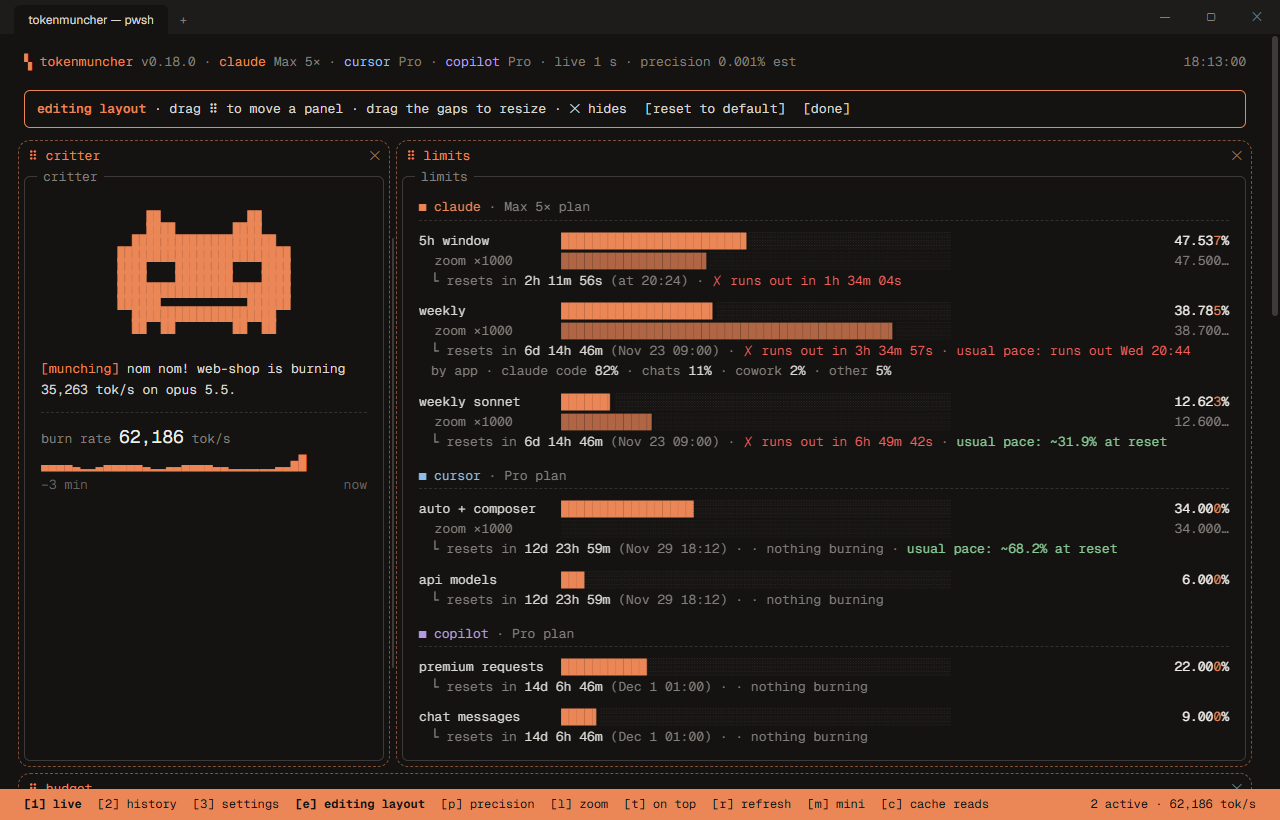 tokenmuncher — pwsh +
tokenmuncher v0.18.0 · claude Max 5× · cursor Pro · copilot Pro · live 1 s · precision 0.001% est 18:13:00
editing layout · drag ⠿ to move a panel · drag the gaps to resize · ✕ hides [reset to default] [done]
⠿ critter
critter
[munching] nom nom! web-shop is burning
35,263 tok/s on opus 5.5.
burn rate 62,186 tok/s
−3 min now
⠿ limits
limits
■ claude · Max 5× plan
5h window 47.537%
zoom ×1000 47.500…
└ resets in 2h 11m 56s (at 20:24) · ✗ runs out in 1h 34m 04s
weekly 38.785%
zoom ×1000 38.700…
└ resets in 6d 14h 46m (Nov 23 09:00) · ✗ runs out in 3h 34m 57s · usual pace: runs out Wed 20:44
by app · claude code 82% · chats 11% · cowork 2% · other 5%
weekly sonnet 12.623%
zoom ×1000 12.600…
└ resets in 6d 14h 46m (Nov 23 09:00) · ✗ runs out in 6h 49m 42s · usual pace: ~31.9% at reset
■ cursor · Pro plan
auto + composer 34.000%
zoom ×1000 34.000…
└ resets in 12d 23h 59m (Nov 29 18:12) · · nothing burning · usual pace: ~68.2% at reset
api models 6.000%
└ resets in 12d 23h 59m (Nov 29 18:12) · · nothing burning
■ copilot · Pro plan
premium requests 22.000%
└ resets in 14d 6h 46m (Dec 1 01:00) · · nothing burning
chat messages 9.000%
└ resets in 14d 6h 46m (Dec 1 01:00) · · nothing burning
⠿ budget
[1] live [2] history [3] settings [e] editing layout [p] precision [l] zoom [t] on top [r] refresh [m] mini [c] cache reads 2 active · 62,186 tok/s